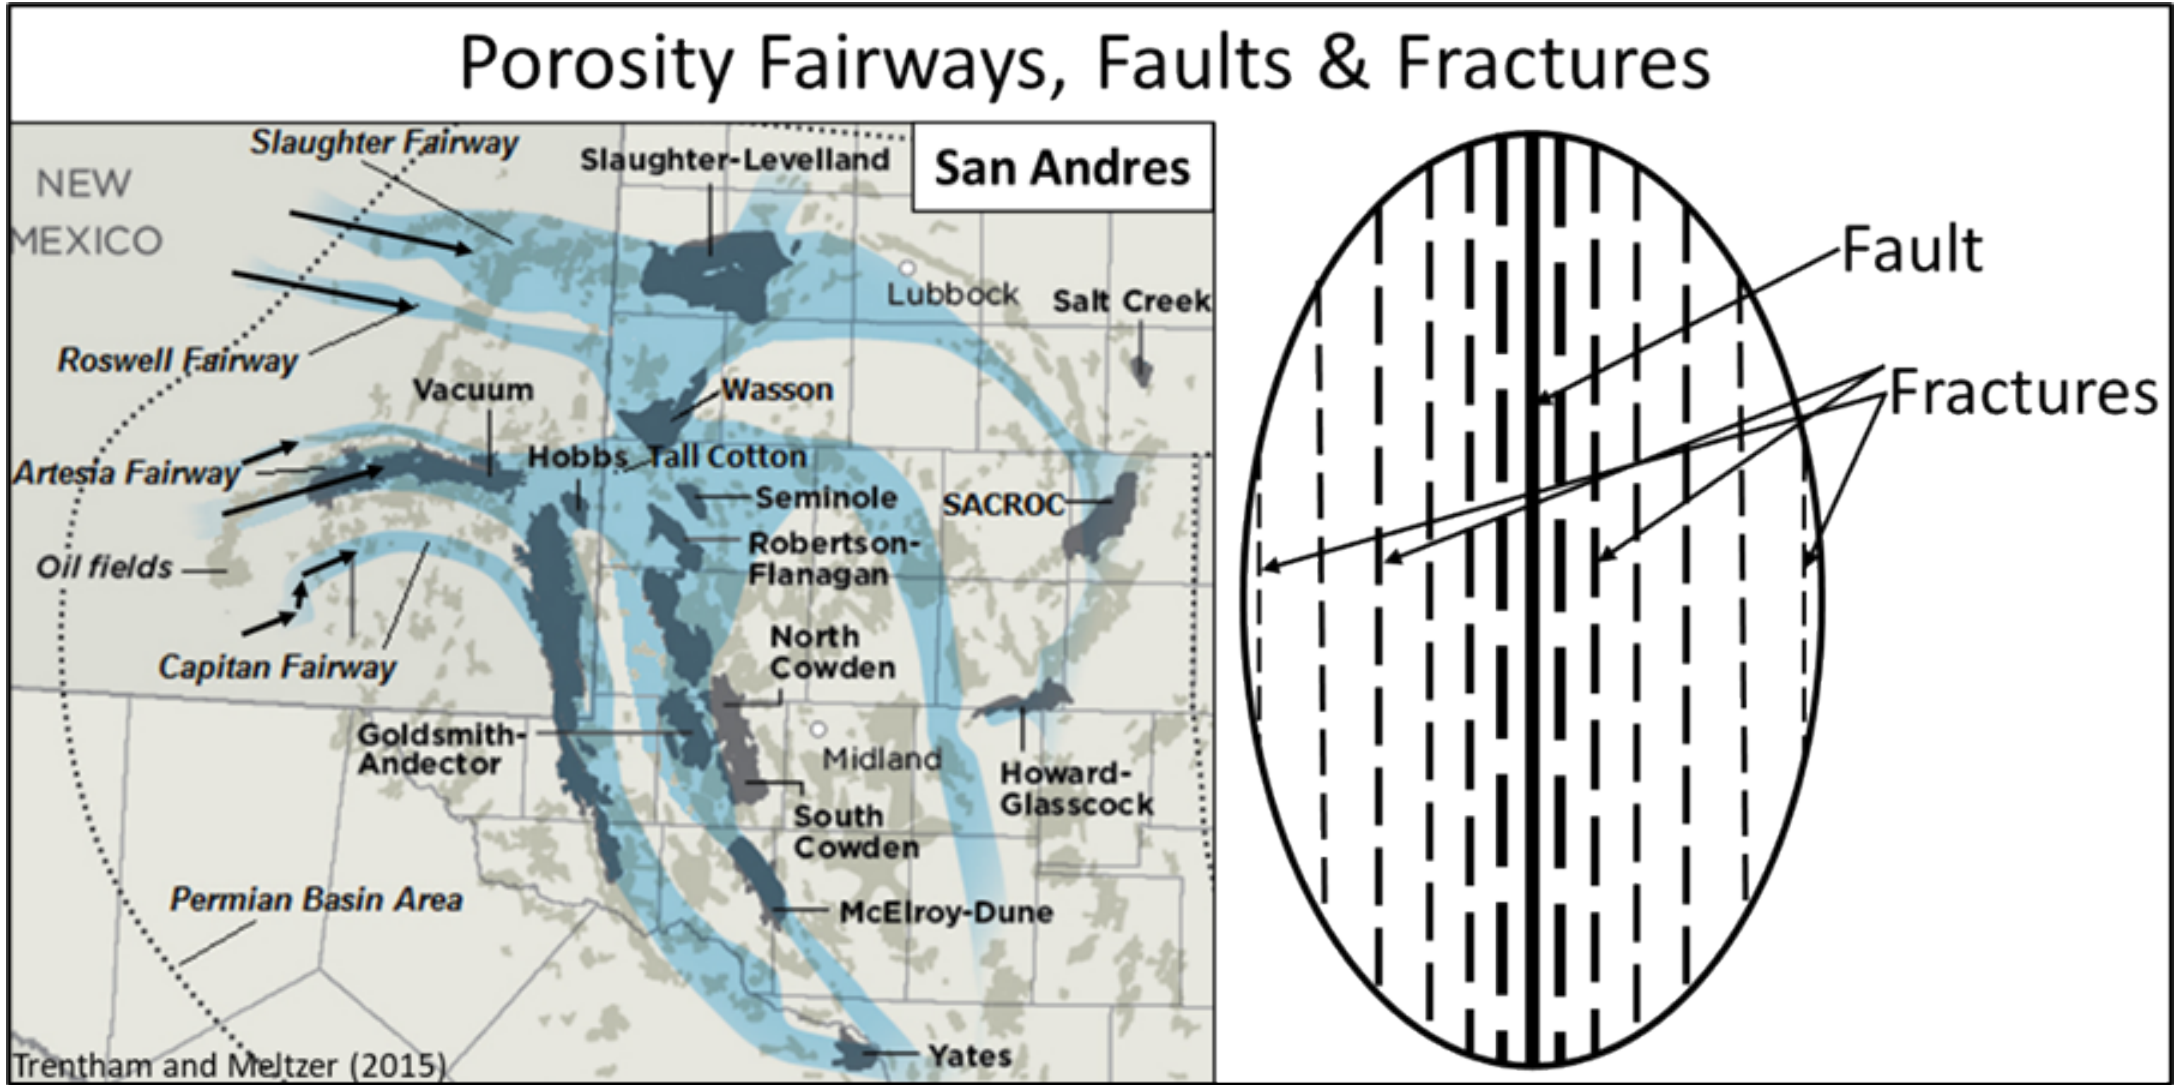 Porosity Fairways, Faults & Fractures
Slaughter Fairway
Slaughter-Levelland
San Andres
NEW
MEXICO
Lubbock
Salt Creek
Roswell Fairway
Vacuum
Wasson
Artesia Fairway
Hobbs
Tall Cotton
Seminole
SACROC
Robertson-
Flanagan
Oil fields
North
Cowden
Capitan Fairway
Goldsmith-
Andector
Midland
Howard-
Glasscock
South
Cowden
Permian Basin Area
McElroy-Dune
Yates
Trentham and Meltzer (2015)
Fault
Fractures